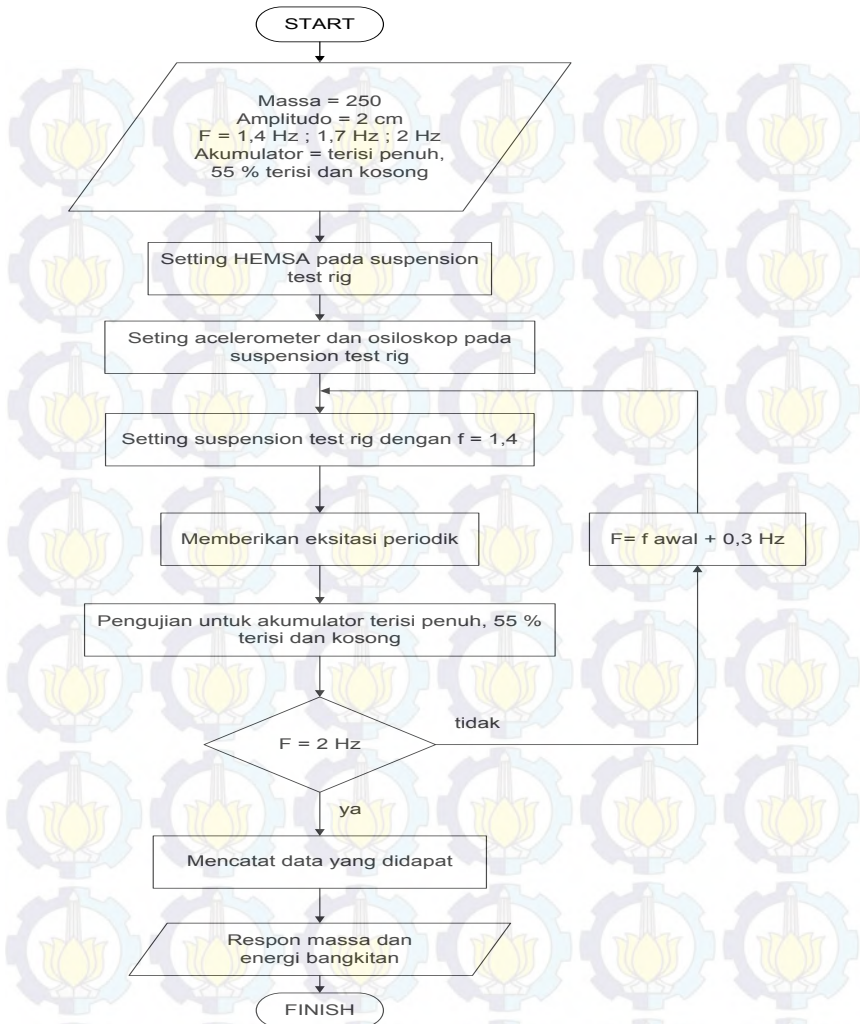 START
Massa = 250
Amplitudo = 2 cm
F = 1,4 Hz ; 1,7 Hz ; 2 Hz
Akumulator = terisi penuh,
55 % terisi dan kosong
Setting HEMSA pada suspension
test rig
Seting acelerometer dan osiloskop pada
suspension test rig
Setting suspension test rig dengan f = 1,4
Memberikan eksitasi periodik
F= f awal + 0,3 Hz
Pengujian untuk akumulator terisi penuh, 55 %
terisi dan kosong
tidak
F = 2 Hz
ya
Mencatat data yang didapat
Respon massa dan
energi bangkitan
FINISH